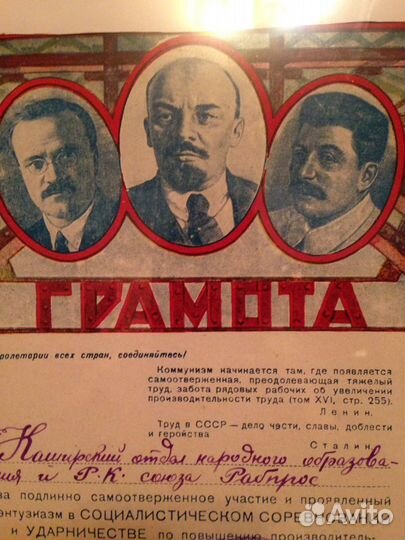 ГРАМОТА
ролетарии всех стран, соединяйтесь!
Коммунизм начинается там, где появляется
самоотверженная, преодолевающая тяжелый
труд, забота рядовых рабочих об увеличении
производительности труда (том XVI, стр. 255).
Ленин.
Труд в СССР — дело чести, славы, доблести
и геройства
Сталин.
Каширский отдел народного образова-
ния и Р.К. союза Рабпрос
за подлинно самоотверженное участие и проявленный
энтузиазм в СОЦИАЛИСТИЧЕСКОМ СОРЕВНОВАНИИ
и УДАРНИЧЕСТВЕ по повышению производитель-
Avito